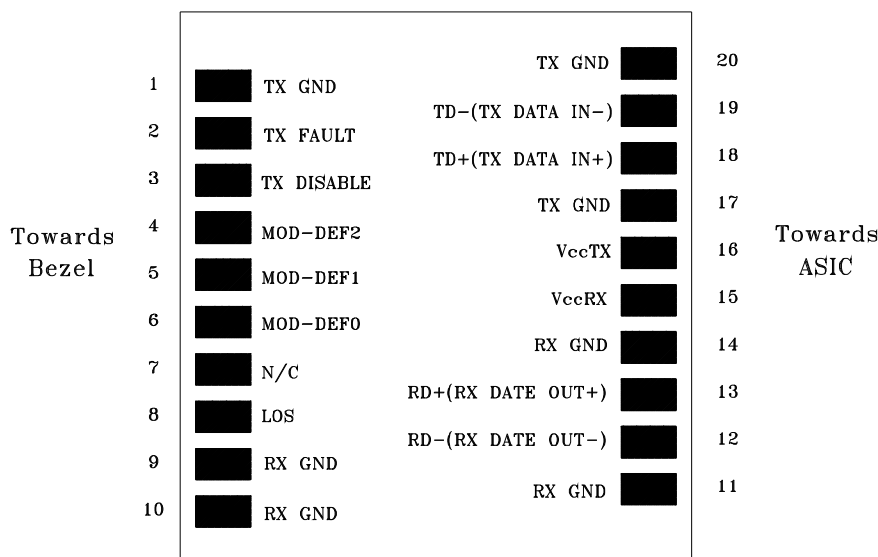 1 TX GND
2 TX FAULT
3 TX DISABLE
4 MOD-DEF2
5 MOD-DEF1
6 MOD-DEF0
7 N/C
8 LOS
9 RX GND
10 RX GND
Towards
Bezel
TX GND 20
TD-(TX DATA IN-) 19
TD+(TX DATA IN+) 18
TX GND 17
VccTX 16
VccRX 15
RX GND 14
RD+(RX DATE OUT+) 13
RD-(RX DATE OUT-) 12
RX GND 11
Towards
ASIC